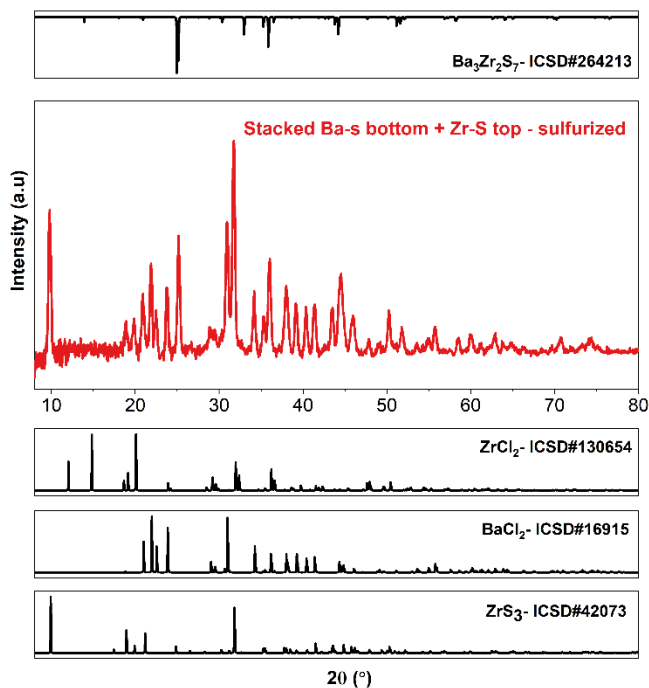 Ba₃Zr₂S₇- ICSD#264213
Stacked Ba-s bottom + Zr-S top - sulfurized
Intensity (a.u)
10 20 30 40 50 60 70 80
ZrCl₂- ICSD#130654
BaCl₂- ICSD#16915
ZrS₃- ICSD#42073
2θ (°)